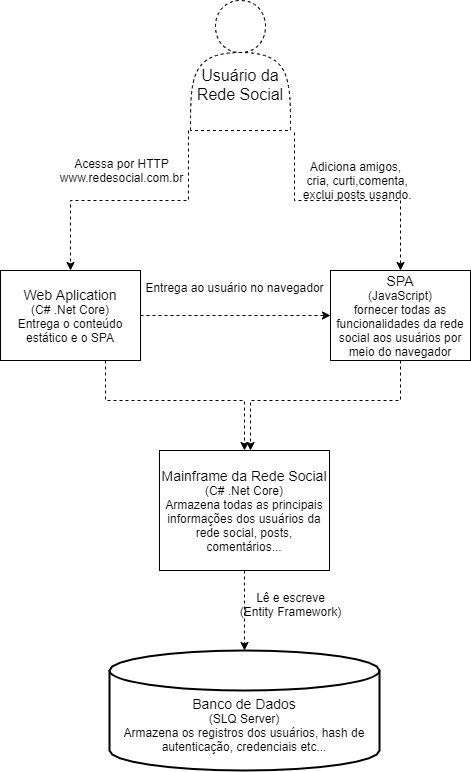 Usuário da
Rede Social
Acessa por HTTP
www.redesocial.com.br
Adiciona amigos,
cria, curti,comenta,
exclui posts usando.
Web Aplication
(C# .Net Core)
Entrega o conteúdo
estático e o SPA
Entrega ao usuário no navegador
SPA
(JavaScript)
fornecer todas as
funcionalidades da rede
social aos usuários por
meio do navegador
Mainframe da Rede Social
(C# .Net Core)
Armazena todas as principais
informações dos usuários da
rede social, posts,
comentários...
Lê e escreve
(Entity Framework)
Banco de Dados
(SLQ Server)
Armazena os registros dos usuários, hash de
autenticação, credenciais etc...